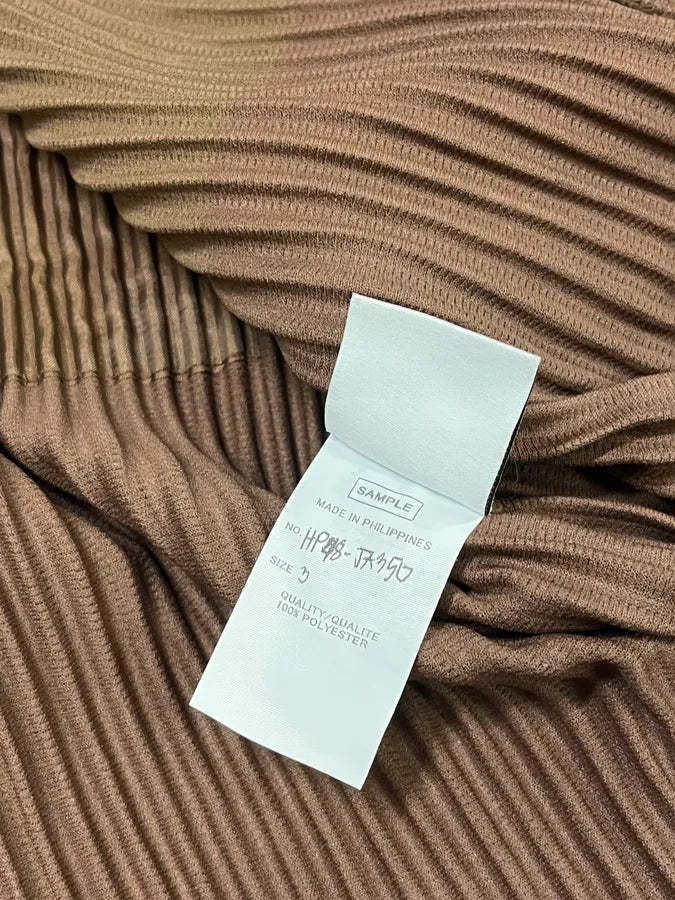 SAMPLE
MADE IN PHILIPPINES
NO.
SIZE 3
QUALITY/QUALITE
100% POLYESTER